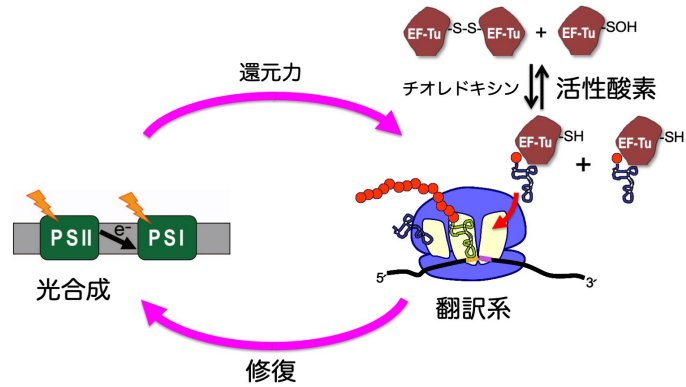 EF-Tu -S-S- EF-Tu + EF-Tu -SOH
還元力
チオレドキシン 活性酸素
EF-Tu -SH + EF-Tu -SH
PSII e- PSI
光合成
5′ 3′
翻訳系
修復